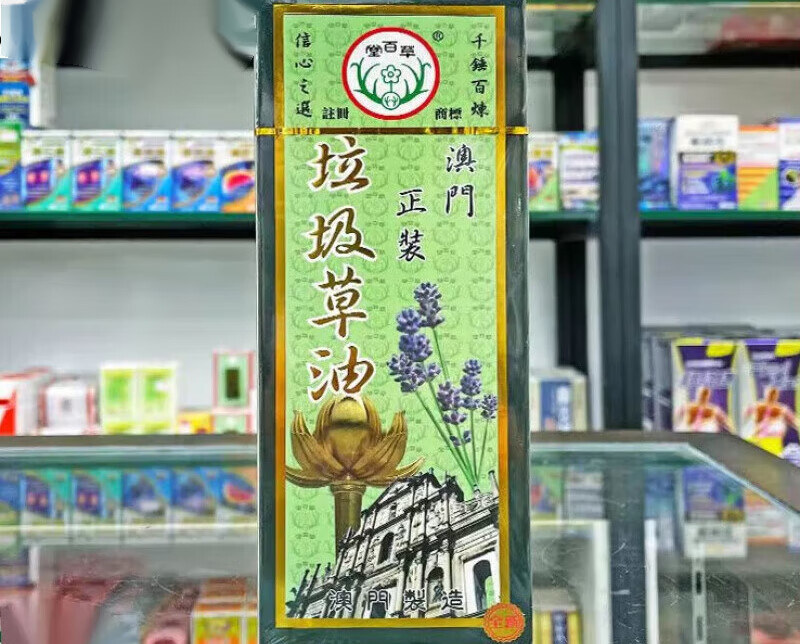 千錘百煉
百草堂®
信心之選
註冊 商標
澳門
正裝
垃圾草油
澳門製造